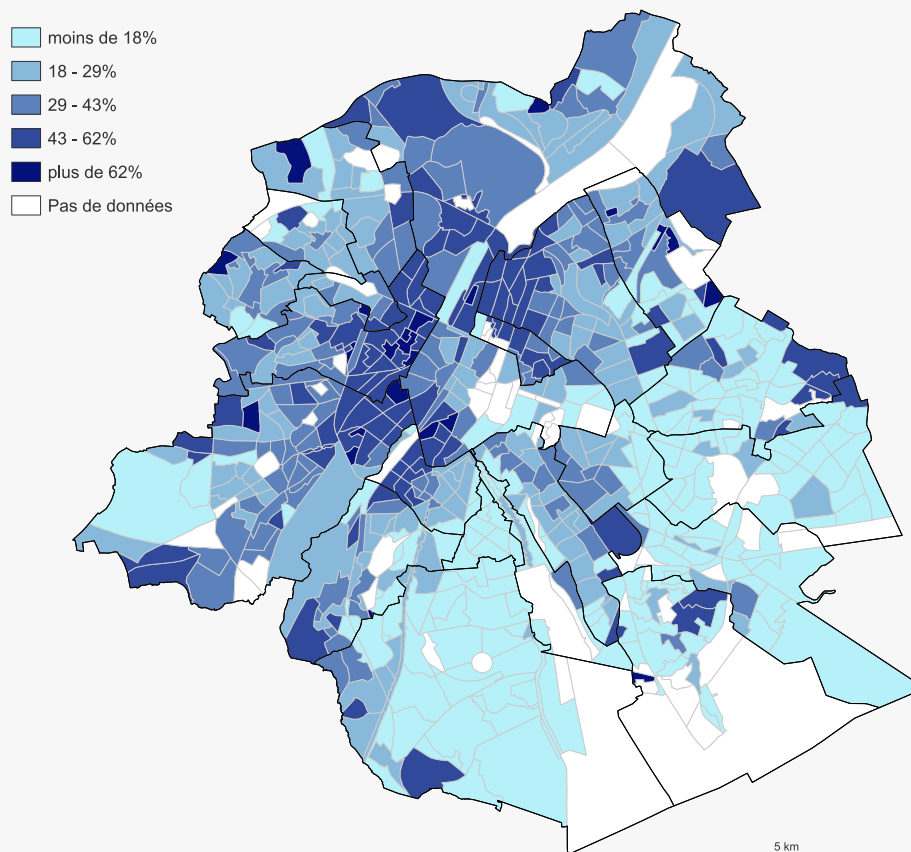 moins de 18%
18 - 29%
29 - 43%
43 - 62%
plus de 62%
Pas de données
5 km